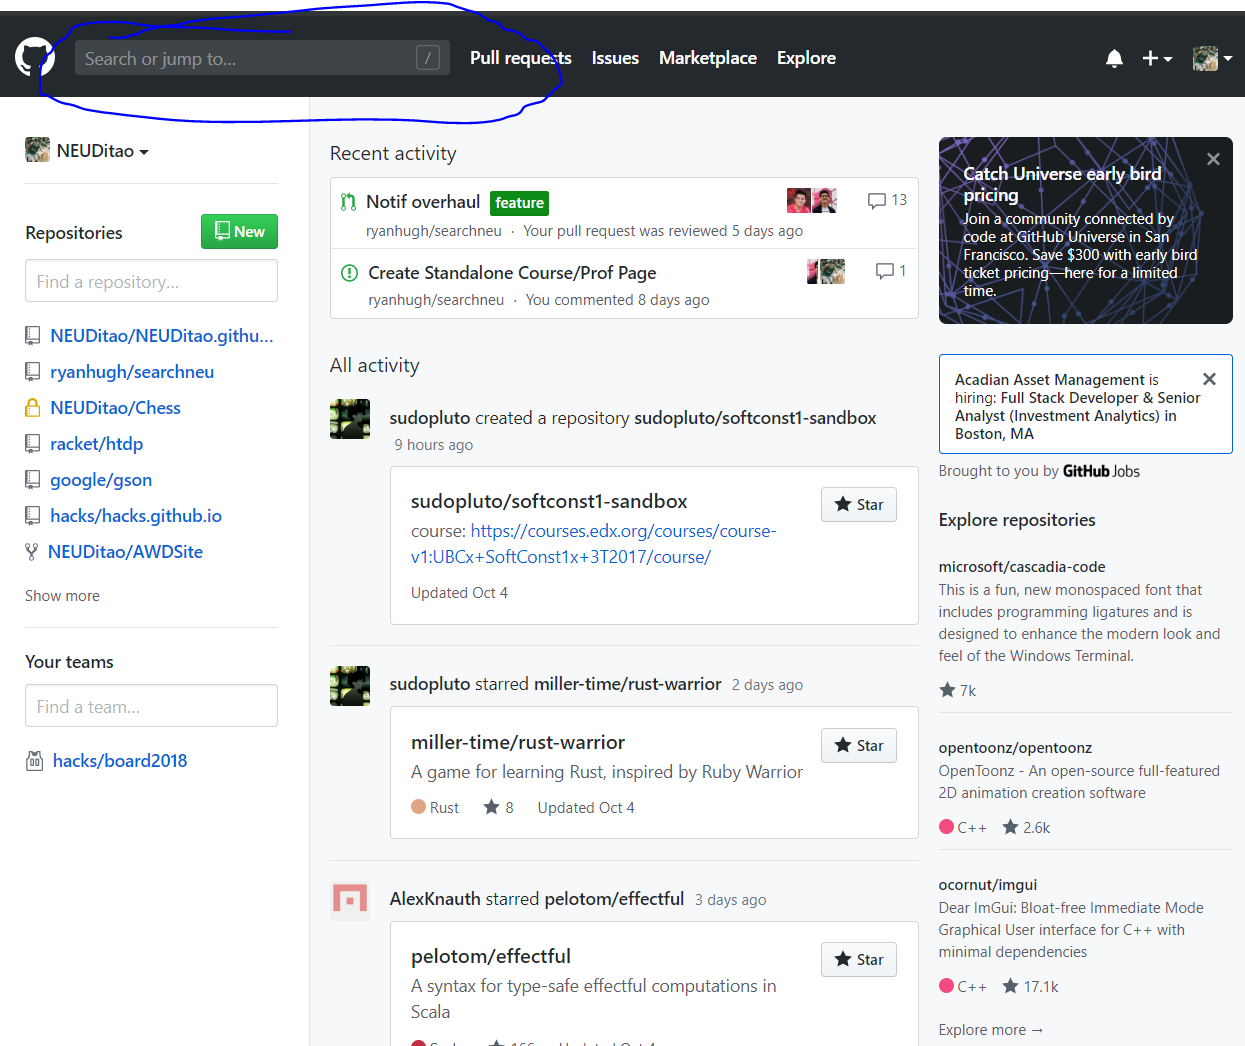 Search or jump to...
/
Pull requests
Issues
Marketplace
Explore
NEUDitao
Repositories
New
Find a repository...
NEUDitao/NEUDitao.githu...
ryanhugh/searchneu
NEUDitao/Chess
racket/htdp
google/gson
hacks/hacks.github.io
NEUDitao/AWDSite
Show more
Your teams
Find a team...
hacks/board2018
Recent activity
Notif overhaul feature 13
ryanhugh/searchneu · Your pull request was reviewed 5 days ago
Create Standalone Course/Prof Page 1
ryanhugh/searchneu · You commented 8 days ago
All activity
sudopluto created a repository sudopluto/softconst1-sandbox
9 hours ago
sudopluto/softconst1-sandbox
Star
course: https://courses.edx.org/courses/course-
v1:UBCx+SoftConst1x+3T2017/course/
Updated Oct 4
sudopluto starred miller-time/rust-warrior 2 days ago
miller-time/rust-warrior
Star
A game for learning Rust, inspired by Ruby Warrior
Rust 8 Updated Oct 4
AlexKnauth starred pelotom/effectful 3 days ago
pelotom/effectful
Star
A syntax for type-safe effectful computations in
Scala
Catch Universe early bird
pricing
Join a community connected by
code at GitHub Universe in San
Francisco. Save $300 with early bird
ticket pricing—here for a limited
time.
Acadian Asset Management is
hiring: Full Stack Developer & Senior
Analyst (Investment Analytics) in
Boston, MA
Brought to you by GitHub Jobs
Explore repositories
microsoft/cascadia-code
This is a fun, new monospaced font that
includes programming ligatures and is
designed to enhance the modern look and
feel of the Windows Terminal.
7k
opentoonz/opentoonz
OpenToonz - An open-source full-featured
2D animation creation software
C++ 2.6k
ocornut/imgui
Dear ImGui: Bloat-free Immediate Mode
Graphical User interface for C++ with
minimal dependencies
C++ 17.1k
Explore more →